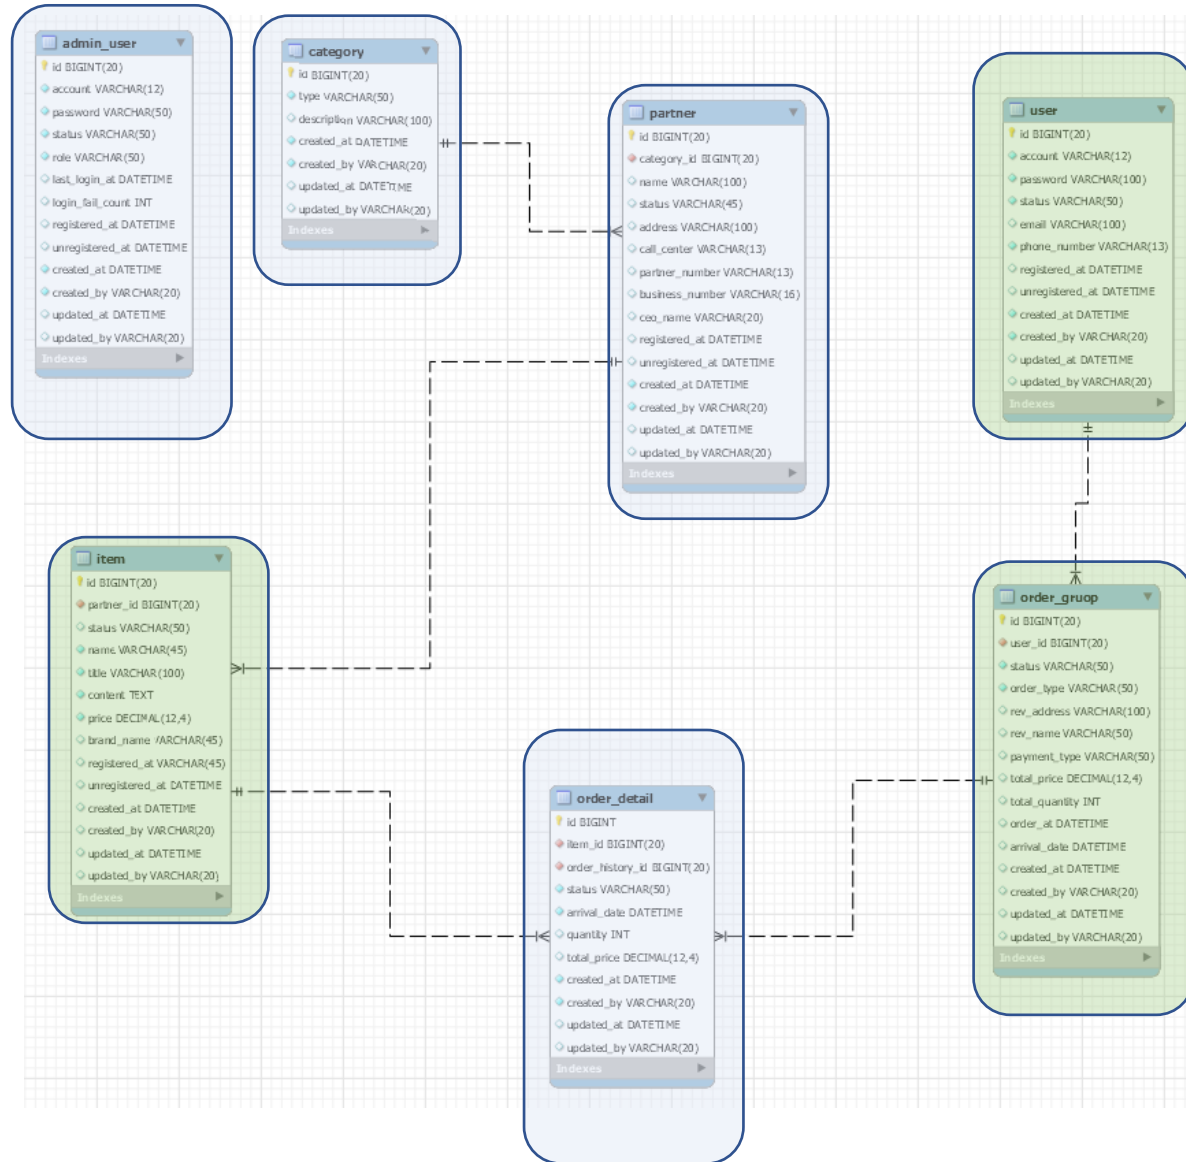 admin_user
id BIGINT(20)
account VARCHAR(12)
password VARCHAR(50)
status VARCHAR(50)
role VARCHAR(50)
last_login_at DATETIME
login_fail_count INT
registered_at DATETIME
unregistered_at DATETIME
created_at DATETIME
created_by VARCHAR(20)
updated_at DATETIME
updated_by VARCHAR(20)
Indexes
category
id BIGINT(20)
type VARCHAR(50)
description VARCHAR(100)
created_at DATETIME
created_by VARCHAR(20)
updated_at DATETIME
updated_by VARCHAR(20)
Indexes
partner
id BIGINT(20)
category_id BIGINT(20)
name VARCHAR(100)
status VARCHAR(45)
address VARCHAR(100)
call_center VARCHAR(13)
partner_number VARCHAR(13)
business_number VARCHAR(16)
ceo_name VARCHAR(20)
registered_at DATETIME
unregistered_at DATETIME
created_at DATETIME
created_by VARCHAR(20)
updated_at DATETIME
updated_by VARCHAR(20)
Indexes
user
id BIGINT(20)
account VARCHAR(12)
password VARCHAR(100)
status VARCHAR(50)
email VARCHAR(100)
phone_number VARCHAR(13)
registered_at DATETIME
unregistered_at DATETIME
created_at DATETIME
created_by VARCHAR(20)
updated_at DATETIME
updated_by VARCHAR(20)
Indexes
item
id BIGINT(20)
partner_id BIGINT(20)
status VARCHAR(50)
name VARCHAR(45)
title VARCHAR(100)
content TEXT
price DECIMAL(12,4)
brand_name VARCHAR(45)
registered_at VARCHAR(45)
unregistered_at DATETIME
created_at DATETIME
created_by VARCHAR(20)
updated_at DATETIME
updated_by VARCHAR(20)
Indexes
order_detail
id BIGINT
item_id BIGINT(20)
order_history_id BIGINT(20)
status VARCHAR(50)
arrival_date DATETIME
quantity INT
total_price DECIMAL(12,4)
created_at DATETIME
created_by VARCHAR(20)
updated_at DATETIME
updated_by VARCHAR(20)
Indexes
order_gruop
id BIGINT(20)
user_id BIGINT(20)
status VARCHAR(50)
order_type VARCHAR(50)
rev_address VARCHAR(100)
rev_name VARCHAR(50)
payment_type VARCHAR(50)
total_price DECIMAL(12,4)
total_quantity INT
order_at DATETIME
arrival_date DATETIME
created_at DATETIME
created_by VARCHAR(20)
updated_at DATETIME
updated_by VARCHAR(20)
Indexes